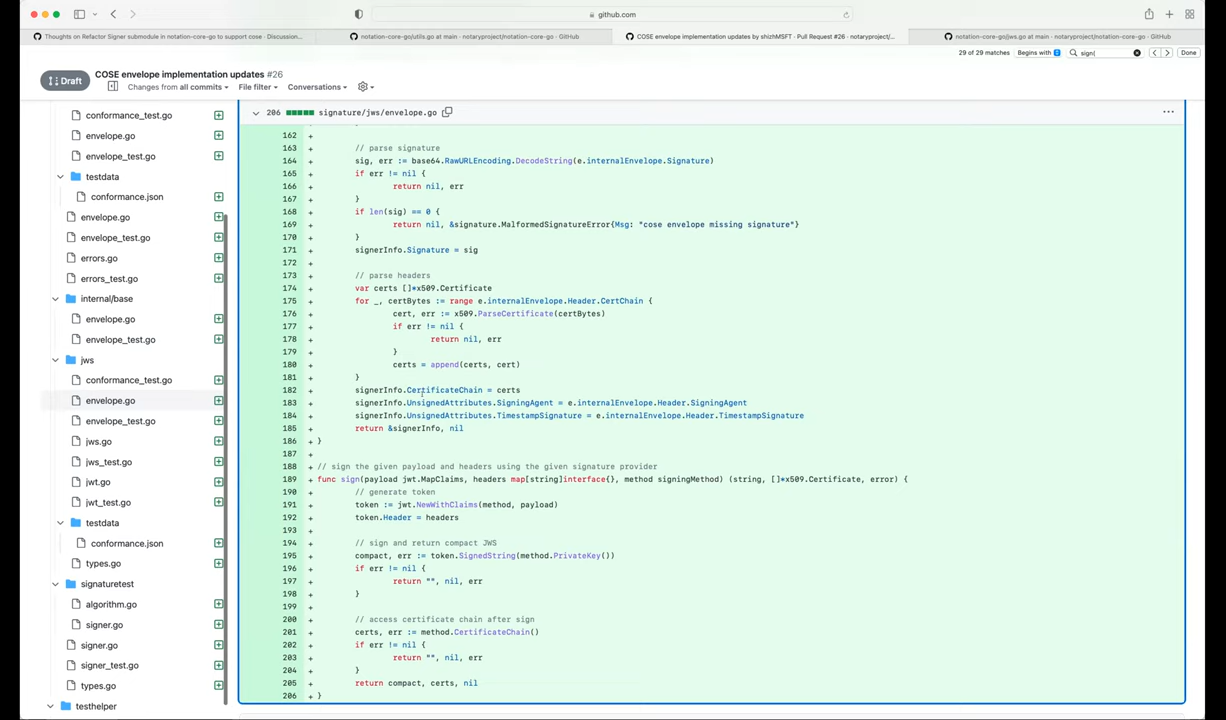 github.com
Thoughts on Refactor Signer submodule in notation-core-go to support cose · Discussion...
notation-core-go/utils.go at main · notaryproject/notation-core-go · GitHub
COSE envelope implementation updates by shizhMSFT · Pull Request #26 · notaryproject/...
notation-core-go/jws.go at main · notaryproject/notation-core-go · GitHub
29 of 29 matches
Begins with
sign(
Done
Draft
COSE envelope implementation updates #26
Changes from all commits
File filter
Conversations
conformance_test.go
envelope.go
envelope_test.go
testdata
conformance.json
envelope.go
envelope_test.go
errors.go
errors_test.go
internal/base
envelope.go
envelope_test.go
jws
conformance_test.go
envelope.go
envelope_test.go
jws.go
jws_test.go
jwt.go
jwt_test.go
testdata
conformance.json
types.go
signaturetest
algorithm.go
signer.go
signer.go
signer_test.go
types.go
testhelper
206 signature/jws/envelope.go
162 +
163 + // parse signature
164 + sig, err := base64.RawURLEncoding.DecodeString(e.internalEnvelope.Signature)
165 + if err != nil {
166 + return nil, err
167 + }
168 + if len(sig) == 0 {
169 + return nil, &signature.MalformedSignatureError{Msg: "cose envelope missing signature"}
170 + }
171 + signerInfo.Signature = sig
172 +
173 + // parse headers
174 + var certs []*x509.Certificate
175 + for _, certBytes := range e.internalEnvelope.Header.CertChain {
176 + cert, err := x509.ParseCertificate(certBytes)
177 + if err != nil {
178 + return nil, err
179 + }
180 + certs = append(certs, cert)
181 + }
182 + signerInfo.CertificateChain = certs
183 + signerInfo.UnsignedAttributes.SigningAgent = e.internalEnvelope.Header.SigningAgent
184 + signerInfo.UnsignedAttributes.TimestampSignature = e.internalEnvelope.Header.TimestampSignature
185 + return &signerInfo, nil
186 + }
187 +
188 + // sign the given payload and headers using the given signature provider
189 + func sign(payload jwt.MapClaims, headers map[string]interface{}, method signingMethod) (string, []*x509.Certificate, error) {
190 + // generate token
191 + token := jwt.NewWithClaims(method, payload)
192 + token.Header = headers
193 +
194 + // sign and return compact JWS
195 + compact, err := token.SignedString(method.PrivateKey())
196 + if err != nil {
197 + return "", nil, err
198 + }
199 +
200 + // access certificate chain after sign
201 + certs, err := method.CertificateChain()
202 + if err != nil {
203 + return "", nil, err
204 + }
205 + return compact, certs, nil
206 + }